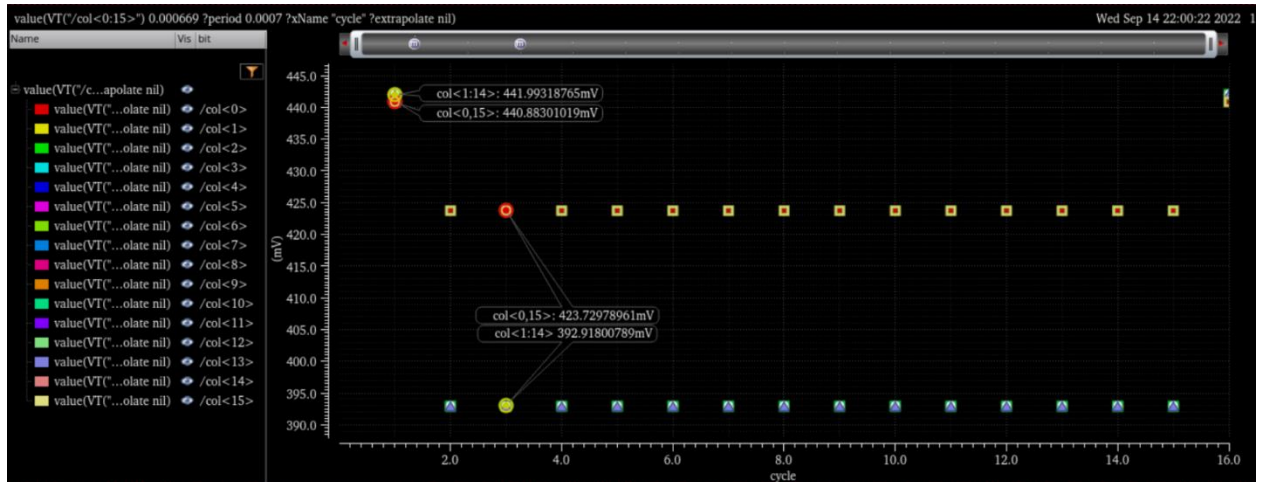 value(VT("/col<0:15>") 0.000669 ?period 0.0007 ?xName "cycle" ?extrapolate nil)
Wed Sep 14 22:00:22 2022 1
Name Vis bit
value(VT("/c...apolate nil)
value(VT("...olate nil) /col<0>
value(VT("...olate nil) /col<1>
value(VT("...olate nil) /col<2>
value(VT("...olate nil) /col<3>
value(VT("...olate nil) /col<4>
value(VT("...olate nil) /col<5>
value(VT("...olate nil) /col<6>
value(VT("...olate nil) /col<7>
value(VT("...olate nil) /col<8>
value(VT("...olate nil) /col<9>
value(VT("...olate nil) /col<10>
value(VT("...olate nil) /col<11>
value(VT("...olate nil) /col<12>
value(VT("...olate nil) /col<13>
value(VT("...olate nil) /col<14>
value(VT("...olate nil) /col<15>
445.0
440.0
435.0
430.0
425.0
420.0
415.0
410.0
405.0
400.0
395.0
390.0
(mV)
col<1:14>: 441.99318765mV
col<0,15>: 440.88301019mV
col<0,15>: 423.72978961mV
col<1:14> 392.91800789mV
2.0 4.0 6.0 8.0 10.0 12.0 14.0 16.0
cycle